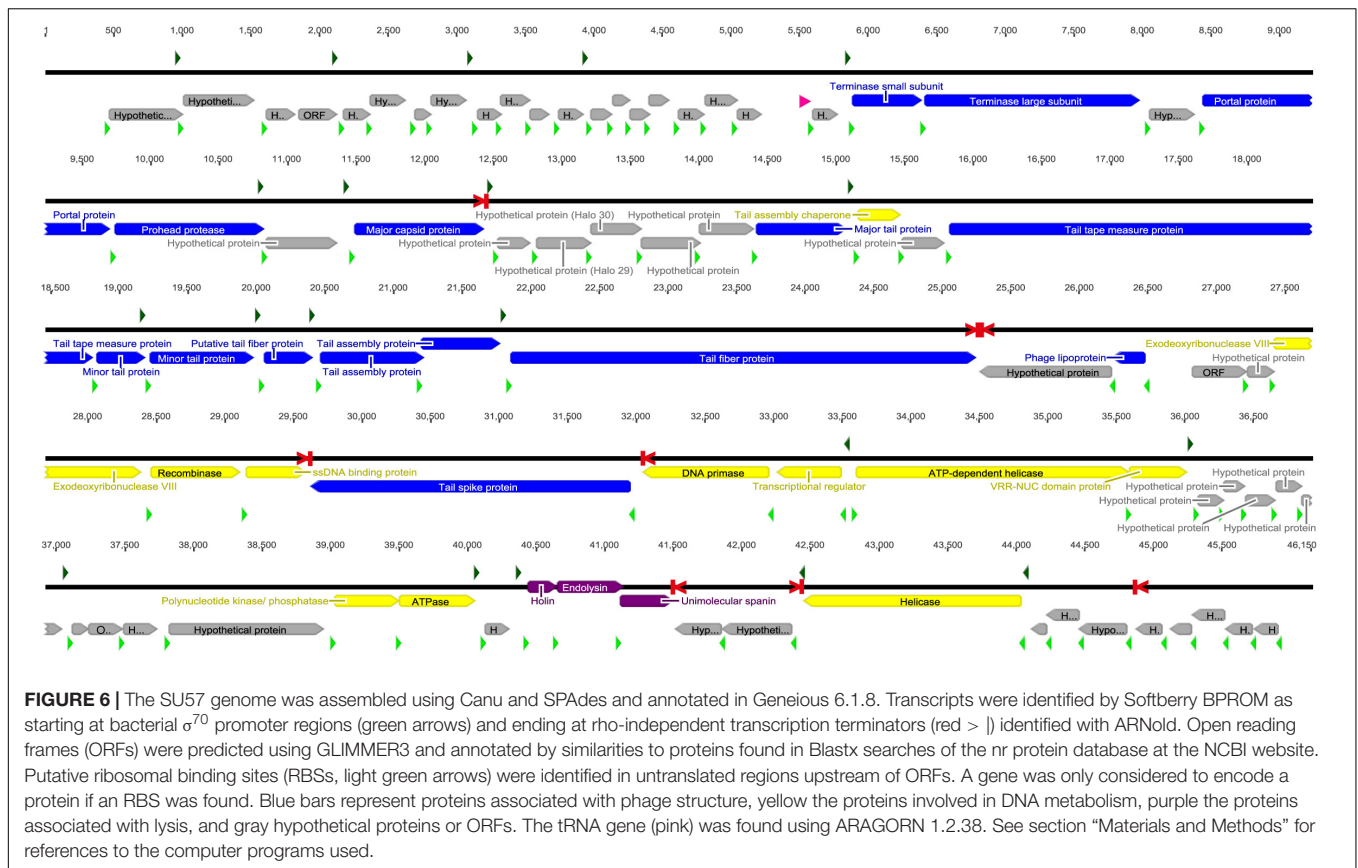 1 500 1,000 1,500 2,000 2,500 3,000 3,500 4,000 4,500 5,000 5,500 6,000 6,500 7,000 7,500 8,000 8,500 9,000
Terminase small subunit
Hypotheti... Hy... Hy... H... H... Terminase large subunit Portal protein
Hypothetic... H.. ORF H. H H. H. H H. Hyp...
9,500 10,000 10,500 11,000 11,500 12,000 12,500 13,000 13,500 14,000 14,500 15,000 15,500 16,000 16,500 17,000 17,500 18,000
Portal protein Hypothetical protein (Halo 30) Hypothetical protein Tail assembly chaperone
Prohead protease Major capsid protein Major tail protein Tail tape measure protein
Hypothetical protein Hypothetical protein Hypothetical protein
Hypothetical protein (Halo 29) Hypothetical protein
18,500 19,000 19,500 20,000 20,500 21,000 21,500 22,000 22,500 23,000 23,500 24,000 24,500 25,000 25,500 26,000 26,500 27,000 27,500
Tail tape measure protein Putative tail fiber protein Tail assembly protein Exodeoxyribonuclease VIII
Minor tail protein Tail fiber protein Phage lipoprotein Hypothetical protein
Minor tail protein Tail assembly protein Hypothetical protein ORF
28,000 28,500 29,000 29,500 30,000 30,500 31,000 31,500 32,000 32,500 33,000 33,500 34,000 34,500 35,000 35,500 36,000 36,500
Recombinase ssDNA binding protein DNA primase ATP-dependent helicase Hypothetical protein
Exodeoxyribonuclease VIII Tail spike protein Transcriptional regulator VRR-NUC domain protein Hypothetical protein
Hypothetical protein
Hypothetical protein Hypothetical protein
37,000 37,500 38,000 38,500 39,000 39,500 40,000 40,500 41,000 41,500 42,000 42,500 43,000 43,500 44,000 44,500 45,000 45,500 46,150
Endolysin
Polynucleotide kinase/ phosphatase ATPase Holin Unimolecular spanin Helicase
H... H...
O.. H... Hypothetical protein H Hyp... Hypotheti... Hypo... H. H.. H
FIGURE 6 | The SU57 genome was assembled using Canu and SPAdes and annotated in Geneious 6.1.8. Transcripts were identified by Softberry BPROM as
starting at bacterial σ70 promoter regions (green arrows) and ending at rho-independent transcription terminators (red > |) identified with ARNold. Open reading
frames (ORFs) were predicted using GLIMMER3 and annotated by similarities to proteins found in Blastx searches of the nr protein database at the NCBI website.
Putative ribosomal binding sites (RBSs, light green arrows) were identified in untranslated regions upstream of ORFs. A gene was only considered to encode a
protein if an RBS was found. Blue bars represent proteins associated with phage structure, yellow the proteins involved in DNA metabolism, purple the proteins
associated with lysis, and gray hypothetical proteins or ORFs. The tRNA gene (pink) was found using ARAGORN 1.2.38. See section “Materials and Methods” for
references to the computer programs used.